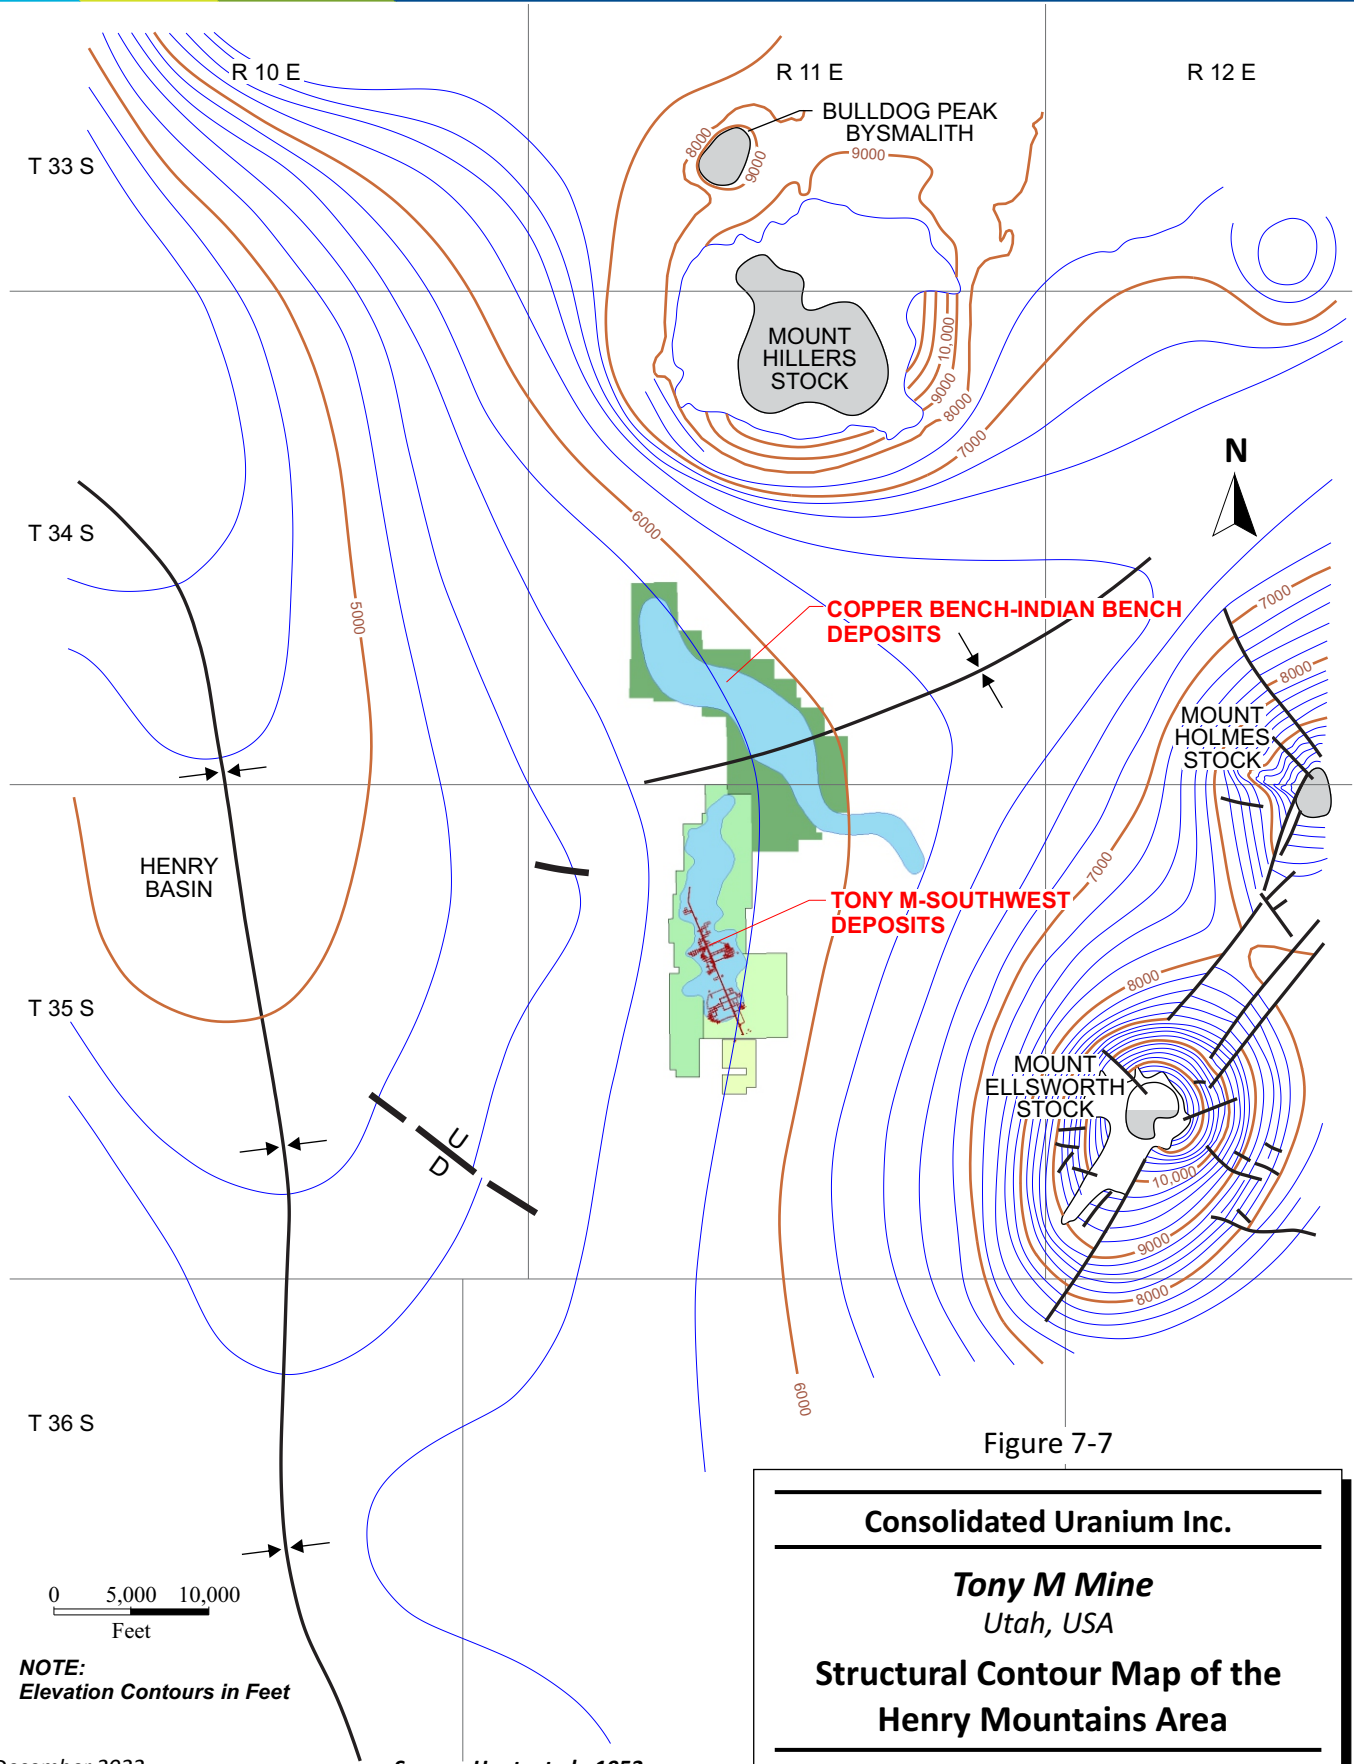 R 10 E
R 11 E
R 12 E
BULLDOG PEAK
BYSMALITH
8000
9000
9000
T 33 S
MOUNT
HILLERS
STOCK
10,000
9000
8000
7000
N
6000
T 34 S
5000
7000
COPPER BENCH-INDIAN BENCH
DEPOSITS
8000
MOUNT
HOLMES
STOCK
HENRY
BASIN
7000
TONY M-SOUTHWEST
DEPOSITS
8000
T 35 S
MOUNT
ELLSWORTH
STOCK
U
D
10,000
9000
8000
6000
T 36 S
Figure 7-7
Consolidated Uranium Inc.
Tony M Mine
Utah, USA
Structural Contour Map of the
Henry Mountains Area
0 5,000 10,000
Feet
NOTE:
Elevation Contours in Feet